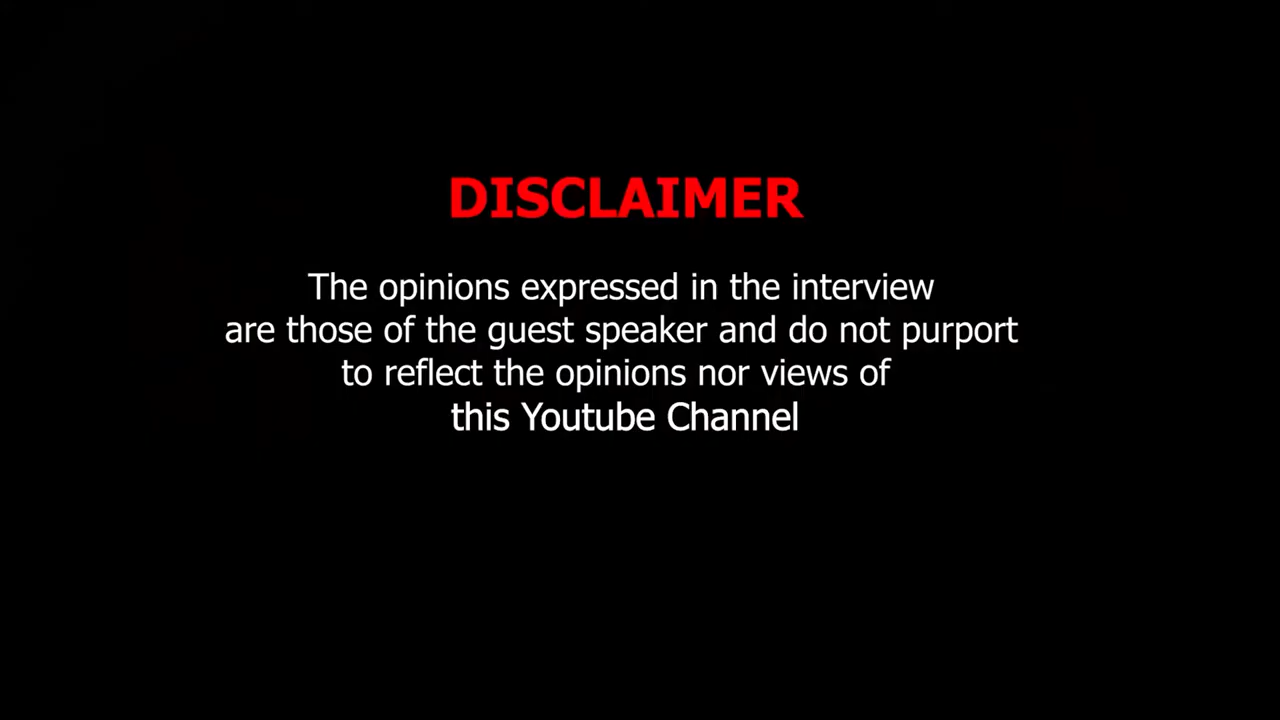 DISCLAIMER
The opinions expressed in the interview
are those of the guest speaker and do not purport
to reflect the opinions nor views of
this Youtube Channel